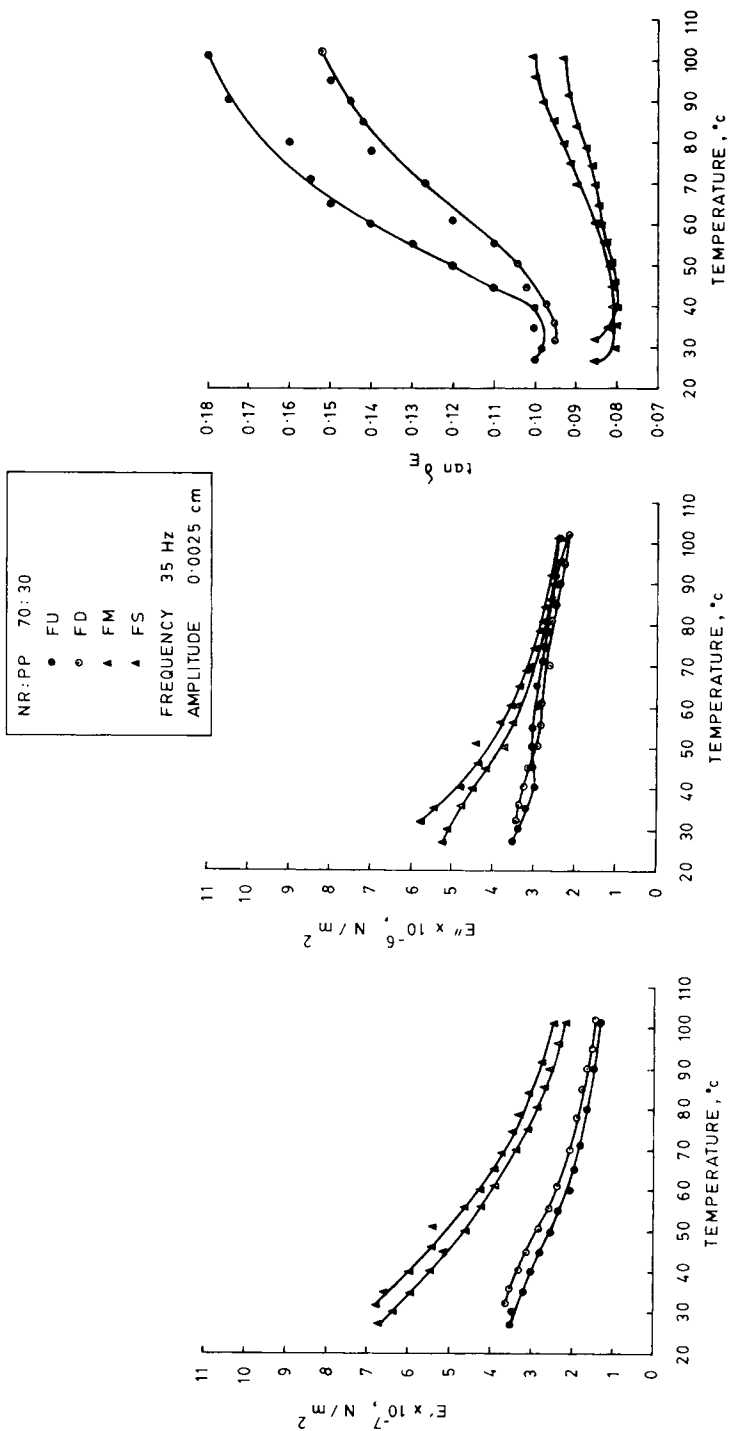 NR:PP 70:30
FU
FD
FM
FS
FREQUENCY 35 Hz
AMPLITUDE 0·0025 cm
E' x 10⁻⁷, N/m²
11
10
9
8
7
6
5
4
3
2
1
0
20 30 40 50 60 70 80 90 100 110
TEMPERATURE, °c
E" x 10⁻⁶, N/m²
11
10
9
8
7
6
5
4
3
2
1
0
20 30 40 50 60 70 80 90 100 110
TEMPERATURE, °c
tan δE
0·18
0·17
0·16
0·15
0·14
0·13
0·12
0·11
0·10
0·09
0·08
0·07
20 30 40 50 60 70 80 90 100 110
TEMPERATURE, °c